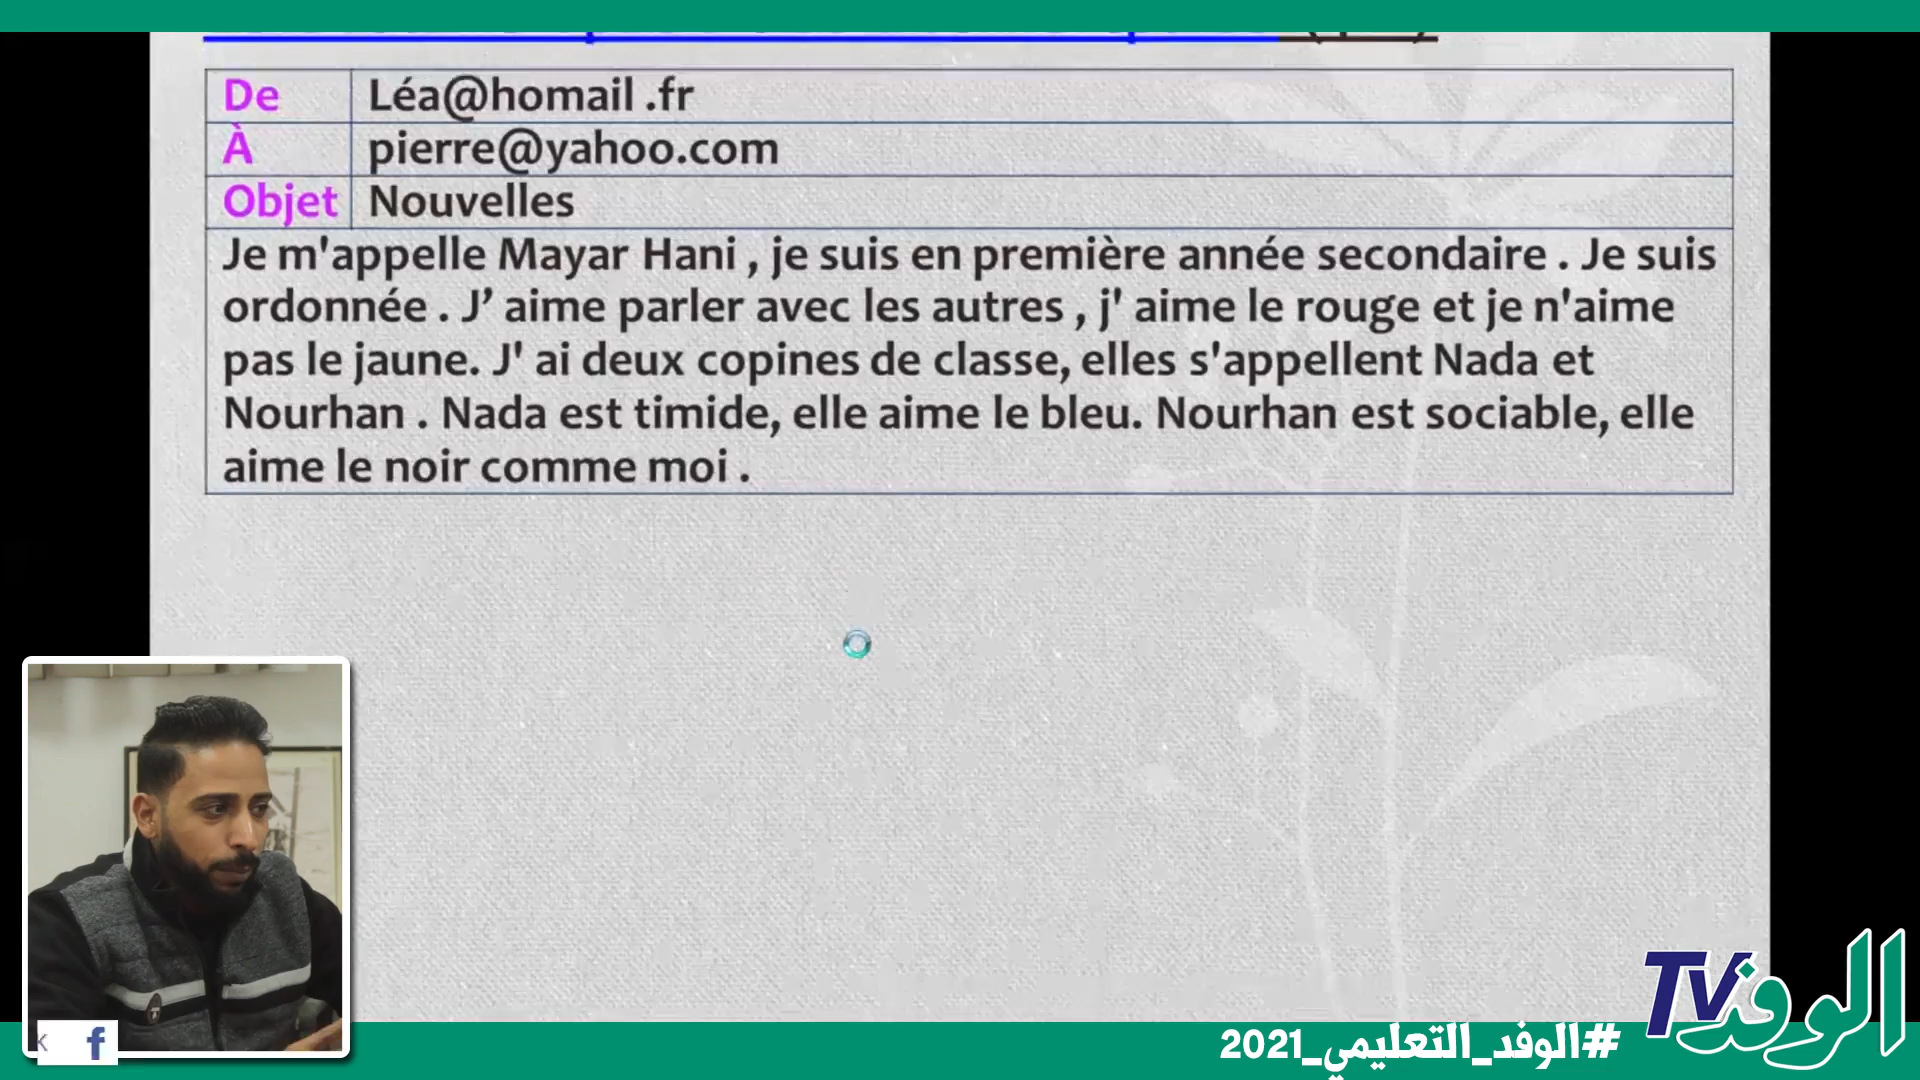 De Léa@homail .fr
À pierre@yahoo.com
Objet Nouvelles
Je m'appelle Mayar Hani , je suis en première année secondaire . Je suis
ordonnée . J’ aime parler avec les autres , j' aime le rouge et je n'aime
pas le jaune. J' ai deux copines de classe, elles s'appellent Nada et
Nourhan . Nada est timide, elle aime le bleu. Nourhan est sociable, elle
aime le noir comme moi .
k f
#الوفد_التعليمي_2021
الوفد TV